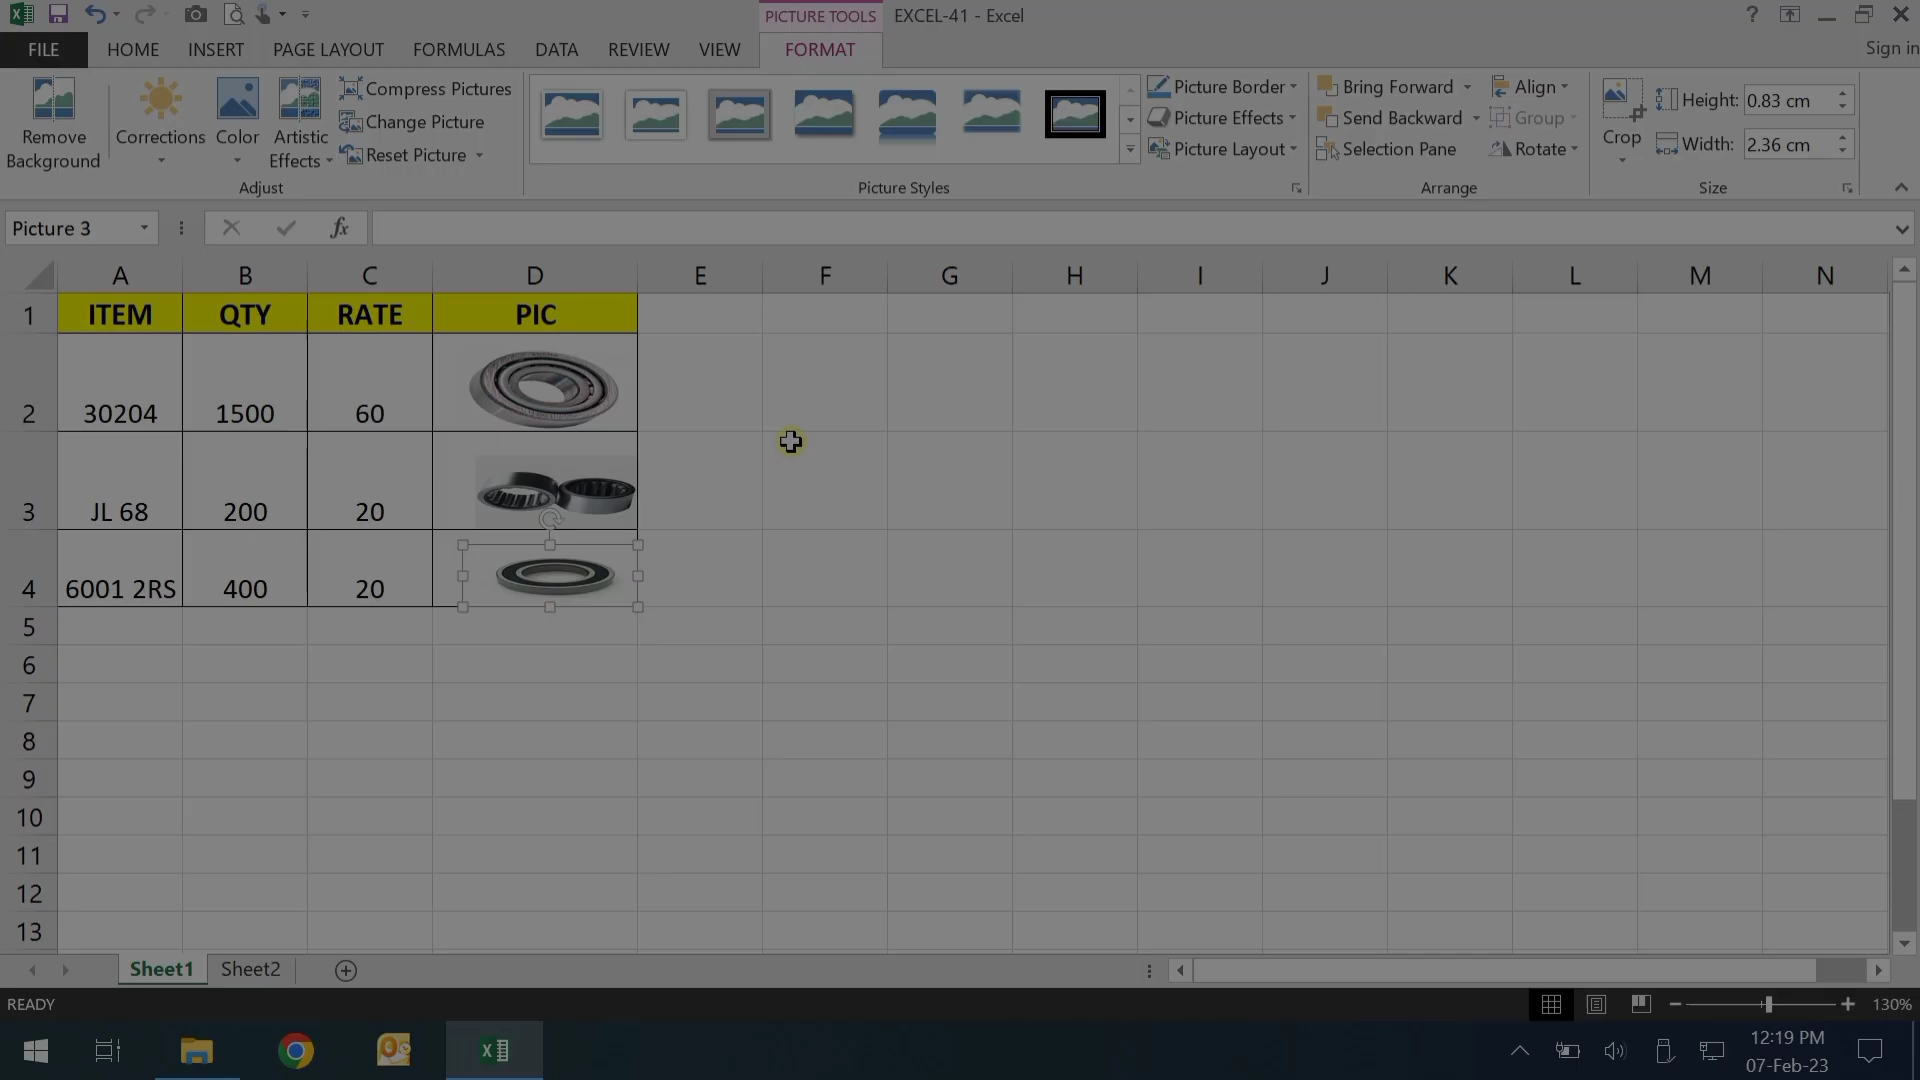 PICTURE TOOLS EXCEL-41 - Excel ?
FILE HOME INSERT PAGE LAYOUT FORMULAS DATA REVIEW VIEW FORMAT Sign in
Remove Background
Corrections
Color
Artistic Effects
Compress Pictures
Change Picture
Reset Picture
Adjust
Picture Styles
Picture Border
Picture Effects
Picture Layout
Bring Forward
Send Backward
Selection Pane
Align
Group
Rotate
Arrange
Crop
Height: 0.83 cm
Width: 2.36 cm
Size
Picture 3 fx
A B C D E F G H I J K L M N
1 ITEM QTY RATE PIC
2 30204 1500 60
3 JL 68 200 20
4 6001 2RS 400 20
5
6
7
8
9
10
11
12
13
Sheet1 Sheet2
READY 130%
12:19 PM
07-Feb-23